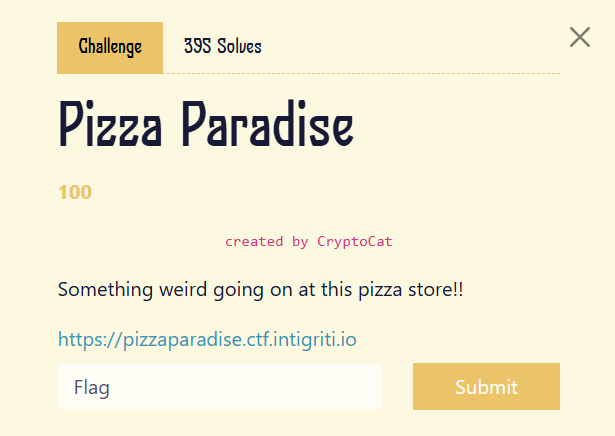 Challenge
395 Solves
Pizza Paradise
100
created by CryptoCat
Something weird going on at this pizza store!!
https://pizzaparadise.ctf.intigriti.io
Flag
Submit